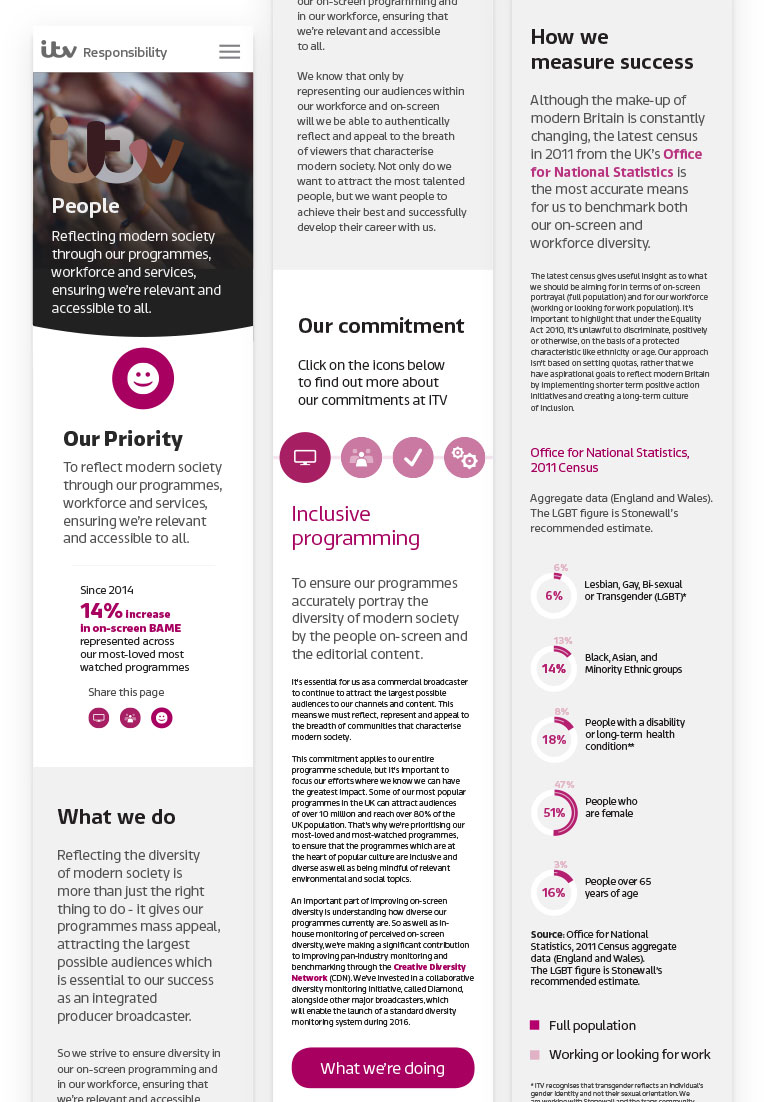 itv Responsibility
itv
People
Reflecting modern society
through our programmes,
workforce and services,
ensuring we're relevant and
accessible to all.
Our Priority
To reflect modern society
through our programmes,
workforce and services,
ensuring we're relevant
and accessible to all.
Since 2014
14% increase
in on-screen BAME
represented across
our most-loved most
watched programmes
Share this page
What we do
Reflecting the diversity
of modern society is
more than just the right
thing to do - it gives our
programmes mass appeal,
attracting the largest
possible audiences which
is essential to our success
as an integrated
producer broadcaster.
So we strive to ensure diversity in
our on-screen programming and
in our workforce, ensuring that
we're relevant and accessible
our on-screen programming and
in our workforce, ensuring that
we're relevant and accessible
to all.
We know that only by
representing our audiences within
our workforce and on-screen
will we be able to authentically
reflect and appeal to the breath
of viewers that characterise
modern society. Not only do we
want to attract the most talented
people, but we want people to
achieve their best and successfully
develop their career with us.
Our commitment
Click on the icons below
to find out more about
our commitments at ITV
Inclusive
programming
To ensure our programmes
accurately portray the
diversity of modern society
by the people on-screen and
the editorial content.
It's essential for us as a commercial broadcaster
to continue to attract the largest possible
audiences to our channels and content. This
means we must reflect, represent and appeal to
the breadth of communities that characterise
modern society.
This commitment applies to our entire
programme schedule, but it's important to
focus our efforts where we know we can have
the greatest impact. Some of our most popular
programmes in the UK can attract audiences
of over 10 million and reach over 80% of the
UK population. That's why we're prioritising our
most-loved and most-watched programmes,
to ensure that the programmes which are at
the heart of popular culture are inclusive and
diverse as well as being mindful of relevant
environmental and social topics.
An important part of improving on-screen
diversity is understanding how diverse our
programmes currently are. So as well as in-
house monitoring of perceived on-screen
diversity, we're making a significant contribution
to improving pan-industry monitoring and
benchmarking through the Creative Diversity
Network (CDN). We've invested in a collaborative
diversity monitoring initiative, called Diamond,
alongside other major broadcasters, which
will enable the launch of a standard diversity
monitoring system during 2016.
What we're doing
How we
measure success
Although the make-up of
modern Britain is constantly
changing, the latest census
in 2011 from the UK's Office
for National Statistics is
the most accurate means
for us to benchmark both
our on-screen and
workforce diversity.
The latest census gives useful insight as to what
we should be aiming for in terms of on-screen
portrayal (full population) and for our workforce
(working or looking for work population). It's
important to highlight that under the Equality
Act 2010, it's unlawful to discriminate, positively
or otherwise, on the basis of a protected
characteristic like ethnicity or age. Our approach
isn't based on setting quotas, rather that we
have aspirational goals to reflect modern Britain
by implementing shorter term positive action
initiatives and creating a long-term culture
of inclusion.
Office for National Statistics,
2011 Census
Aggregate data (England and Wales).
The LGBT figure is Stonewall's
recommended estimate.
6%
6%
Lesbian, Gay, Bi-sexual
or Transgender (LGBT)*
13%
14%
Black, Asian, and
Minority Ethnic groups
8%
18%
People with a disability
or long-term health
condition**
47%
51%
People who
are female
3%
16%
People over 65
years of age
Source: Office for National
Statistics, 2011 Census aggregate
data (England and Wales).
The LGBT figure is Stonewall's
recommended estimate.
Full population
Working or looking for work
* ITV recognises that transgender reflects an individual's
gender identity and not their sexual orientation. We
are working with Stonewall and the trans community